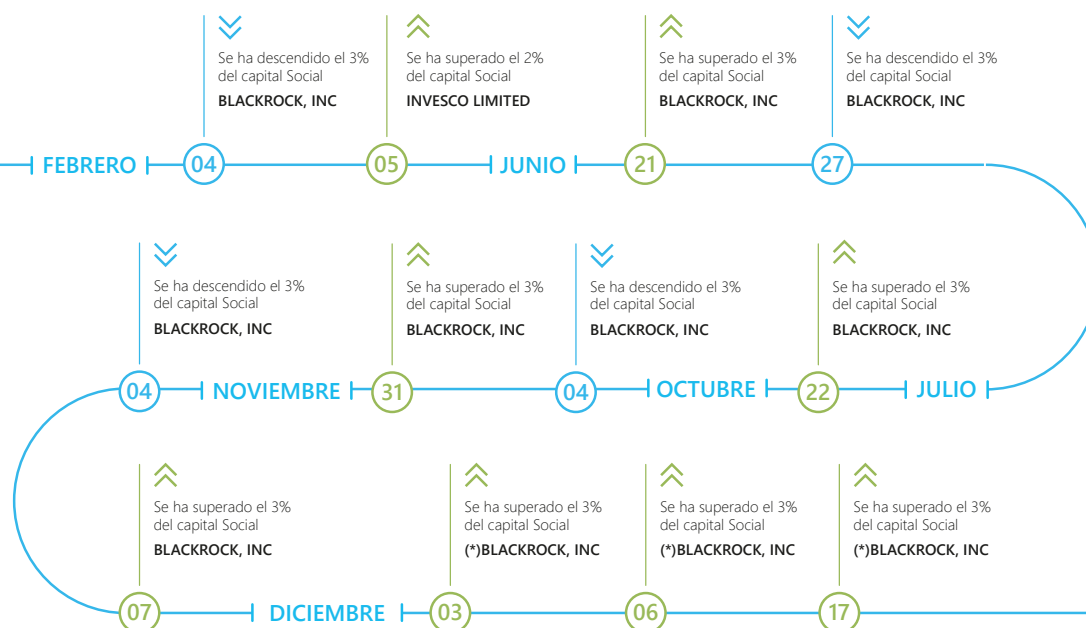 Se ha descendido el 3%
del capital Social
BLACKROCK, INC
Se ha superado el 2%
del capital Social
INVESCO LIMITED
Se ha superado el 3%
del capital Social
BLACKROCK, INC
Se ha descendido el 3%
del capital Social
BLACKROCK, INC
FEBRERO
04
05
JUNIO
21
27
Se ha descendido el 3%
del capital Social
BLACKROCK, INC
Se ha superado el 3%
del capital Social
BLACKROCK, INC
Se ha descendido el 3%
del capital Social
BLACKROCK, INC
Se ha superado el 3%
del capital Social
BLACKROCK, INC
04
NOVIEMBRE
31
04
OCTUBRE
22
JULIO
Se ha superado el 3%
del capital Social
BLACKROCK, INC
Se ha superado el 3%
del capital Social
(*)BLACKROCK, INC
Se ha superado el 3%
del capital Social
(*)BLACKROCK, INC
Se ha superado el 3%
del capital Social
(*)BLACKROCK, INC
07
DICIEMBRE
03
06
17